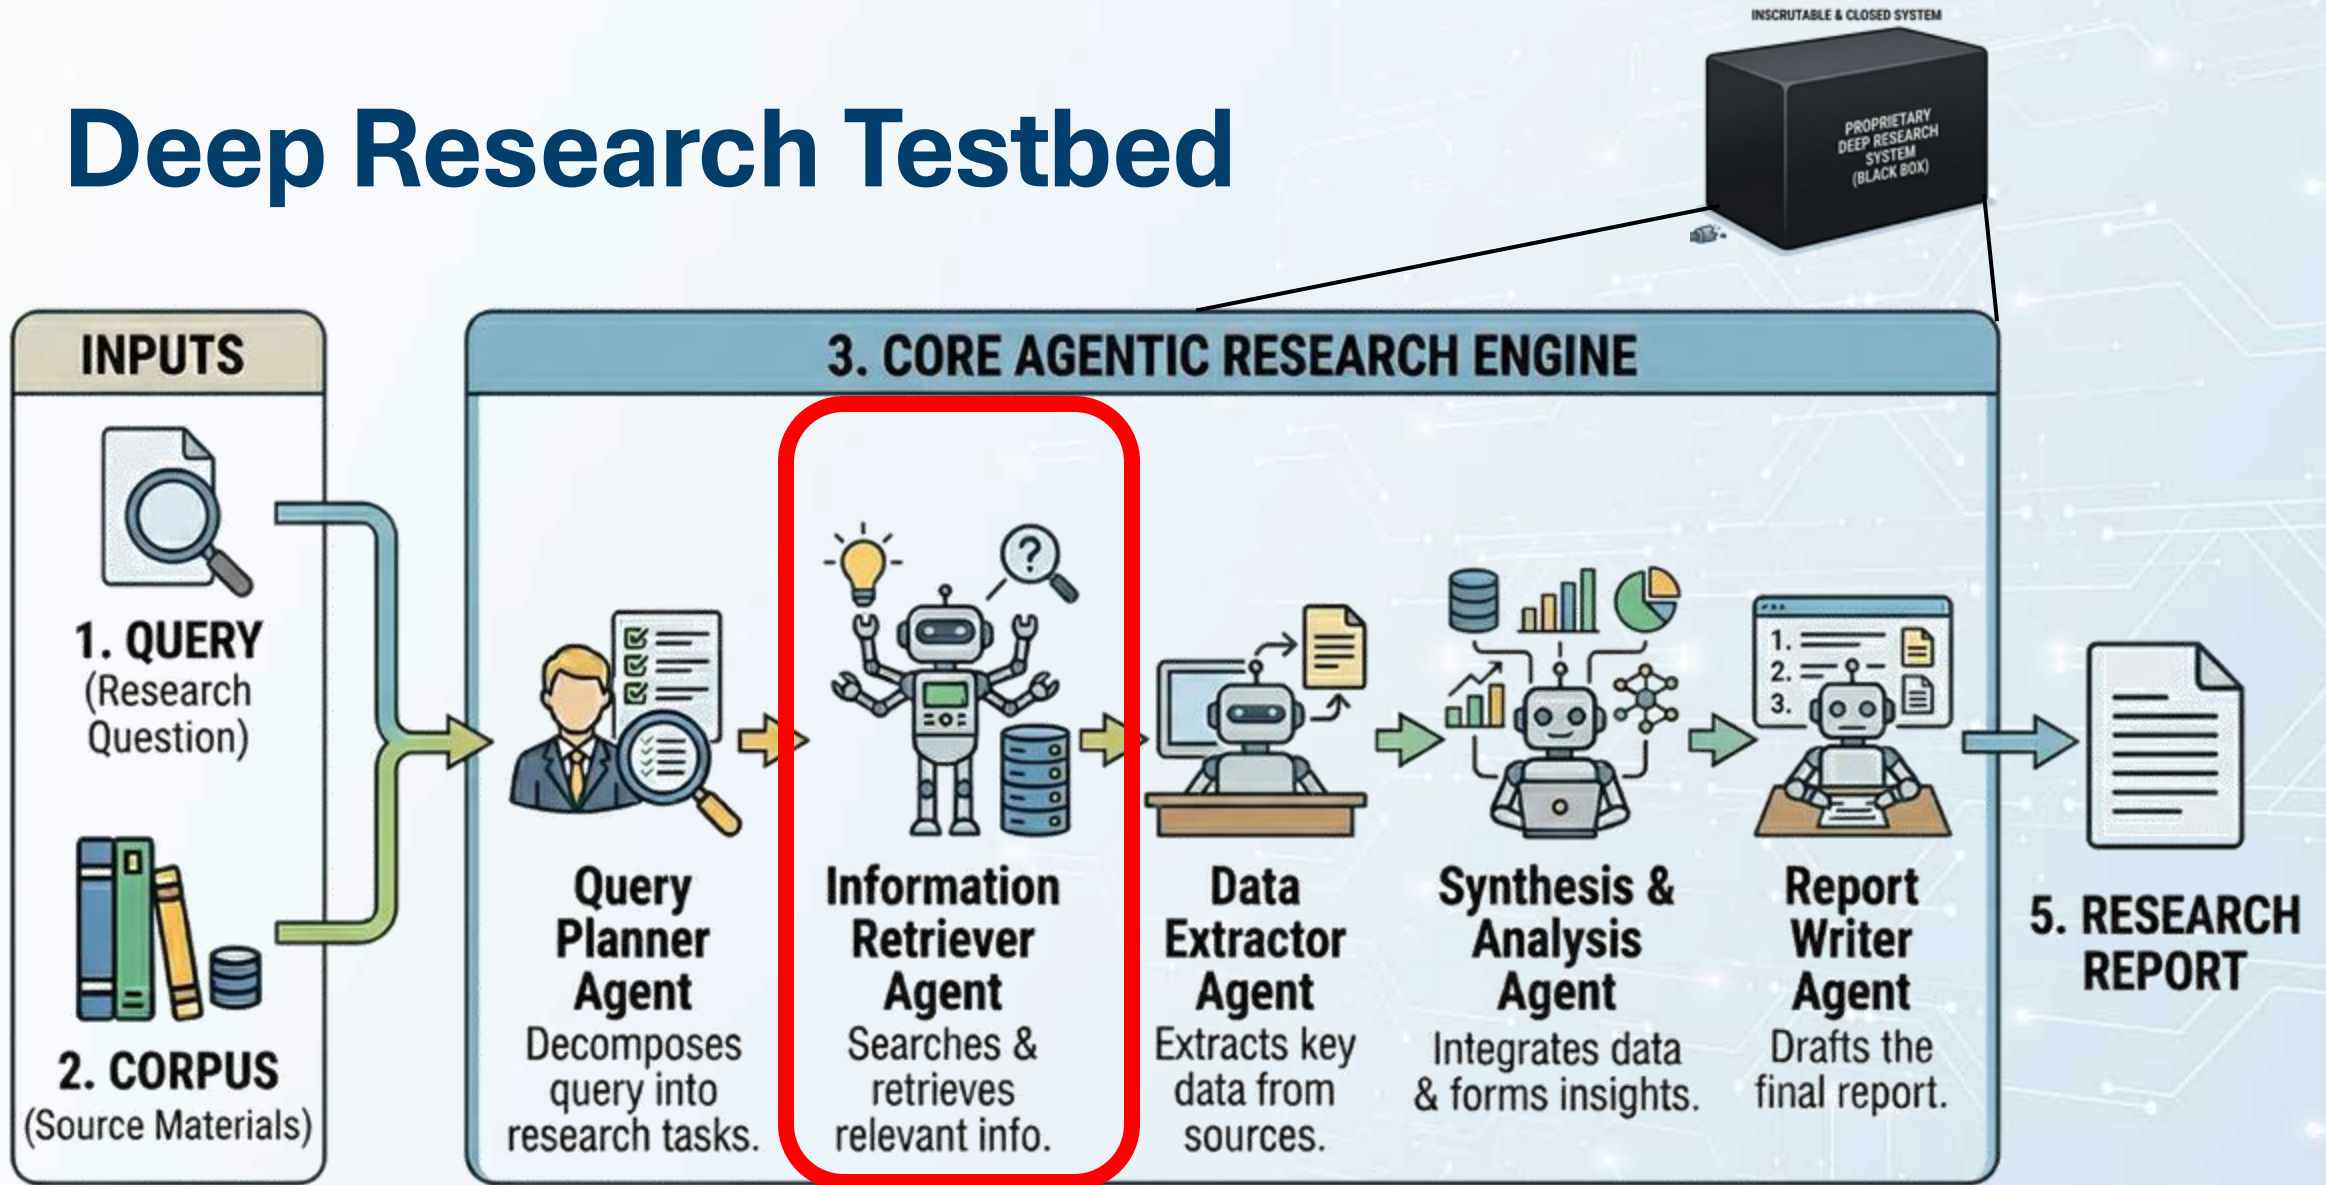 INSCRUTABLE & CLOSED SYSTEM
PROPRIETARY
DEEP RESEARCH
SYSTEM
(BLACK BOX)
Deep Research Testbed
INPUTS
1. QUERY
(Research
Question)
2. CORPUS
(Source Materials)
3. CORE AGENTIC RESEARCH ENGINE
Query
Planner
Agent
Decomposes
query into
research tasks.
?
Information
Retriever
Agent
Searches &
retrieves
relevant info.
Data
Extractor
Agent
Extracts key
data from
sources.
Synthesis &
Analysis
Agent
Integrates data
& forms insights.
1.
2.
3.
Report
Writer
Agent
Drafts the
final report.
5. RESEARCH
REPORT